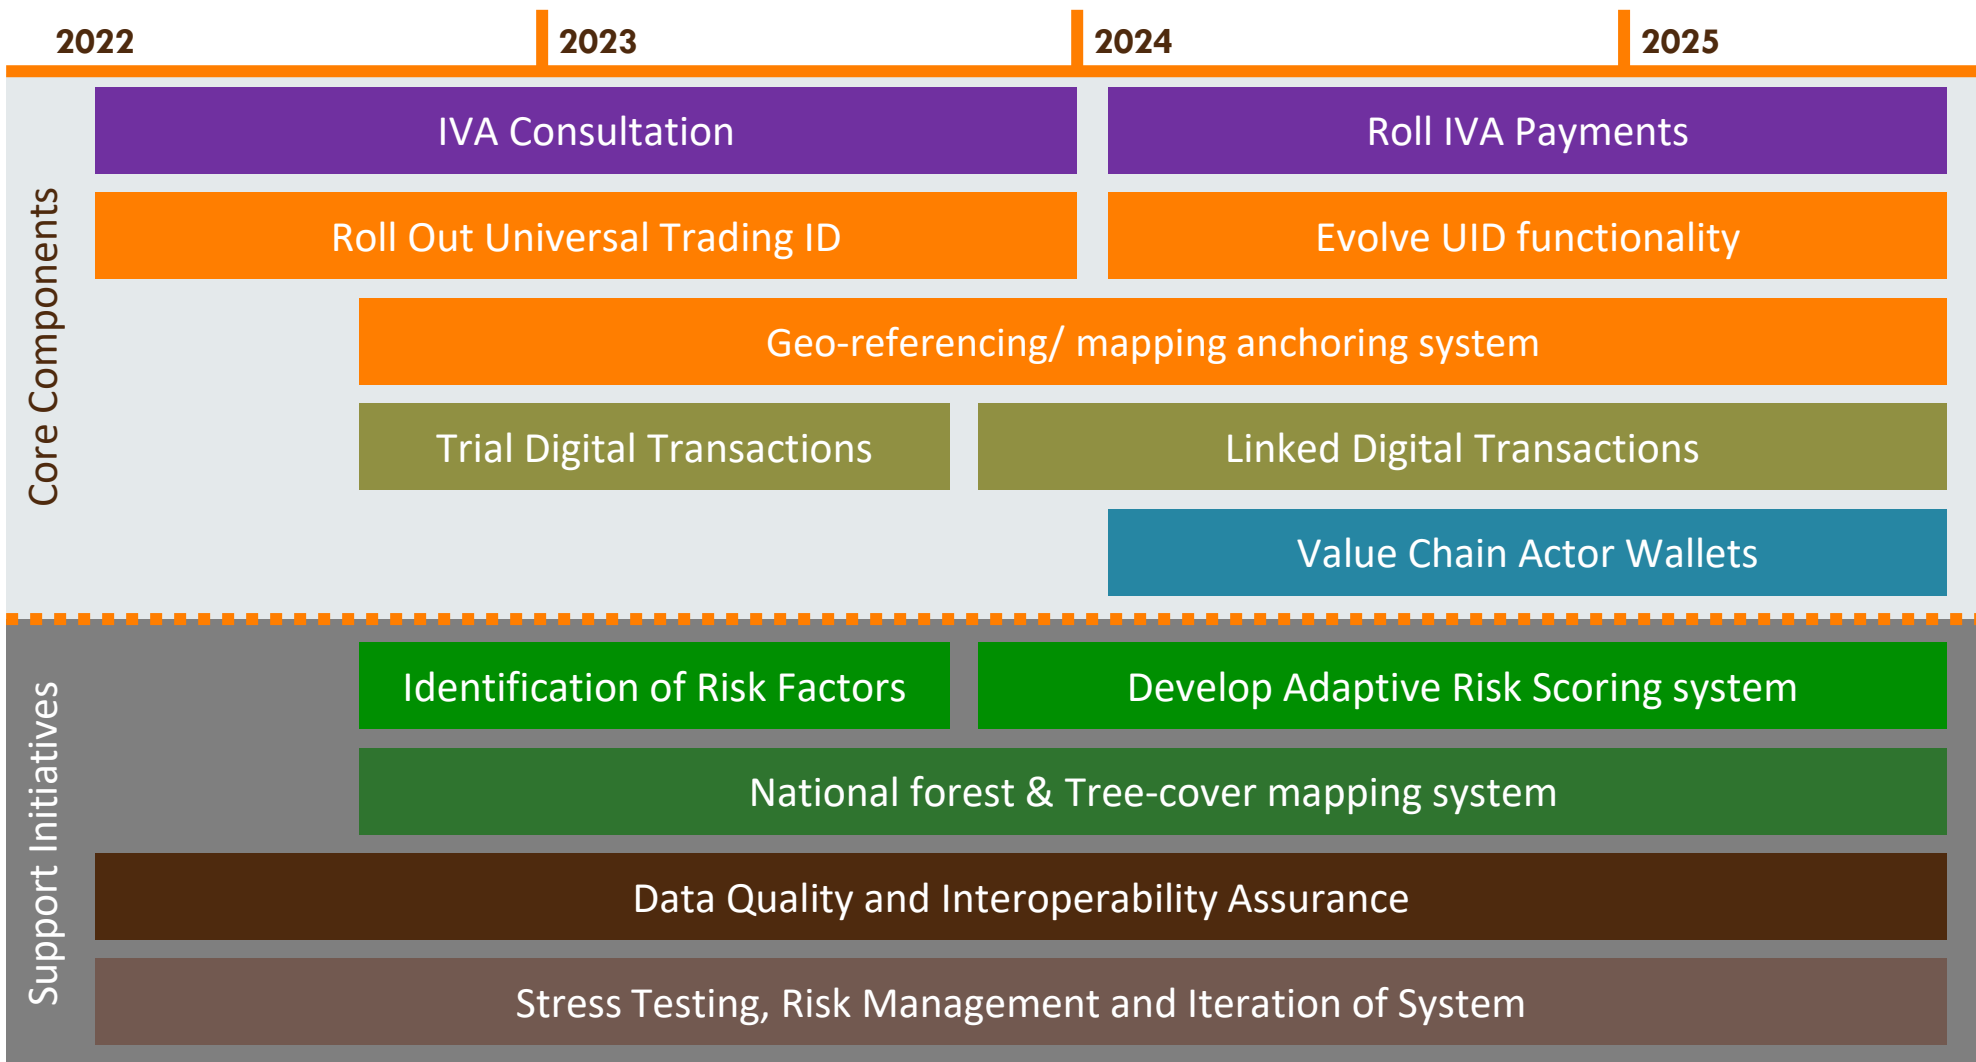 2022
2023
2024
2025
Core Components
IVA Consultation
Roll IVA Payments
Roll Out Universal Trading ID
Evolve UID functionality
Geo-referencing/ mapping anchoring system
Trial Digital Transactions
Linked Digital Transactions
Value Chain Actor Wallets
Support Initiatives
Identification of Risk Factors
Develop Adaptive Risk Scoring system
National forest & Tree-cover mapping system
Data Quality and Interoperability Assurance
Stress Testing, Risk Management and Iteration of System